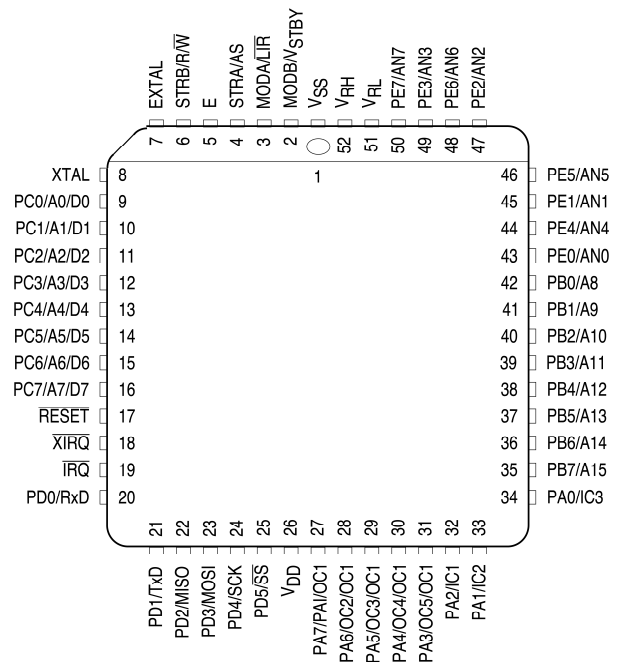 EXTAL
STRB/R/W̅
E
STRA/AS
MODA/L̅I̅R̅
MODB/VSTBY
VSS
VRH
VRL
PE7/AN7
PE3/AN3
PE6/AN6
PE2/AN2
7 6 5 4 3 2 52 51 50 49 48 47
1
XTAL 8
PC0/A0/D0 9
PC1/A1/D1 10
PC2/A2/D2 11
PC3/A3/D3 12
PC4/A4/D4 13
PC5/A5/D5 14
PC6/A6/D6 15
PC7/A7/D7 16
R̅E̅S̅E̅T̅ 17
X̅I̅R̅Q̅ 18
I̅R̅Q̅ 19
PD0/RxD 20
46 PE5/AN5
45 PE1/AN1
44 PE4/AN4
43 PE0/AN0
42 PB0/A8
41 PB1/A9
40 PB2/A10
39 PB3/A11
38 PB4/A12
37 PB5/A13
36 PB6/A14
35 PB7/A15
34 PA0/IC3
21 22 23 24 25 26 27 28 29 30 31 32 33
PD1/TxD
PD2/MISO
PD3/MOSI
PD4/SCK
PD5/S̅S̅
VDD
PA7/PAI/OC1
PA6/OC2/OC1
PA5/OC3/OC1
PA4/OC4/OC1
PA3/OC5/OC1
PA2/IC1
PA1/IC2